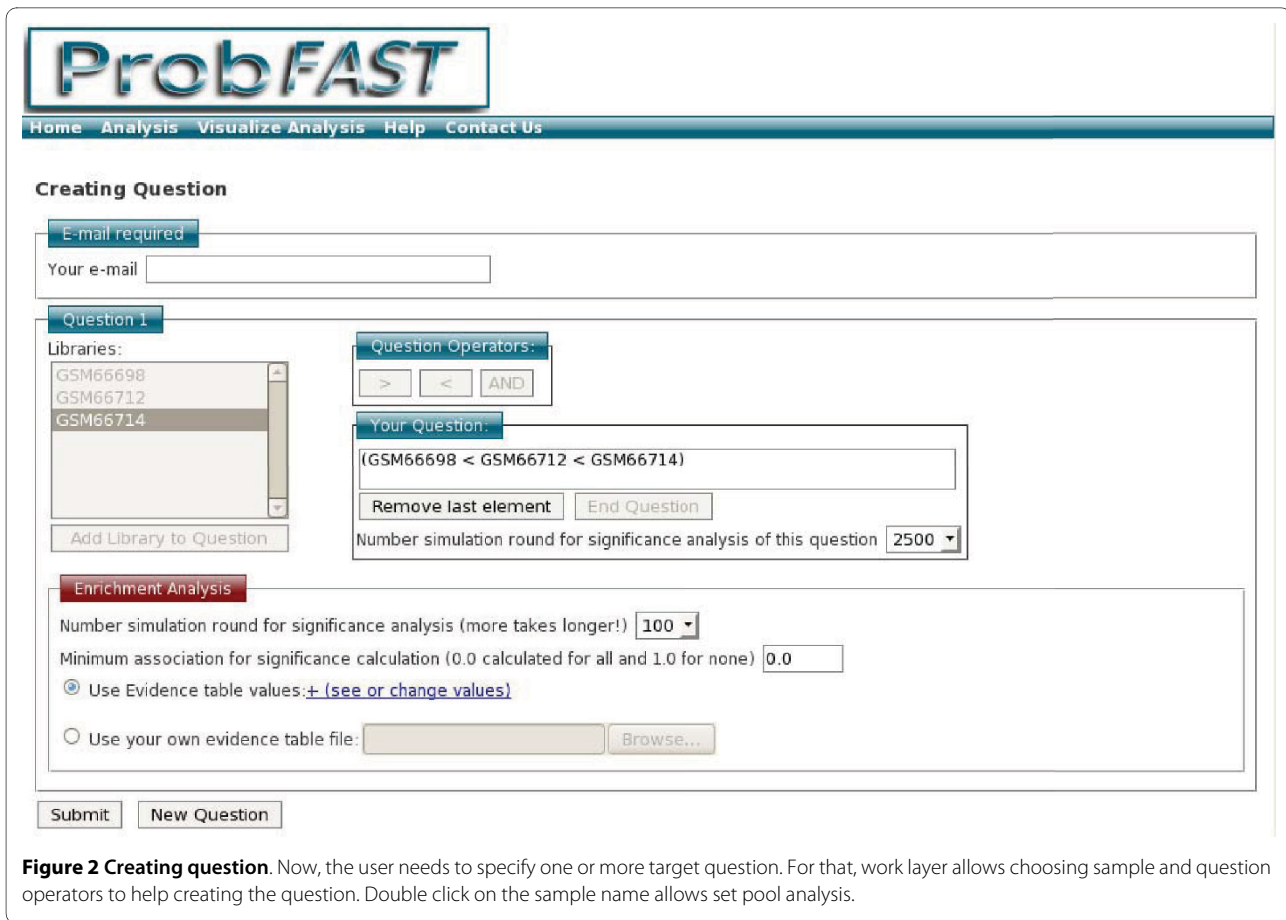 ProbFAST
Home Analysis Visualize Analysis Help Contact Us
Creating Question
E-mail required
Your e-mail
Question 1
Libraries:
GSM66698
GSM66712
GSM66714
Add Library to Question
Question Operators:
> < AND
Your Question:
(GSM66698 < GSM66712 < GSM66714)
Remove last element End Question
Number simulation round for significance analysis of this question 2500
Enrichment Analysis
Number simulation round for significance analysis (more takes longer!) 100
Minimum association for significance calculation (0.0 calculated for all and 1.0 for none) 0.0
Use Evidence table values:+ (see or change values)
Use your own evidence table file: Browse...
Submit New Question
Figure 2 Creating question. Now, the user needs to specify one or more target question. For that, work layer allows choosing sample and question
operators to help creating the question. Double click on the sample name allows set pool analysis.